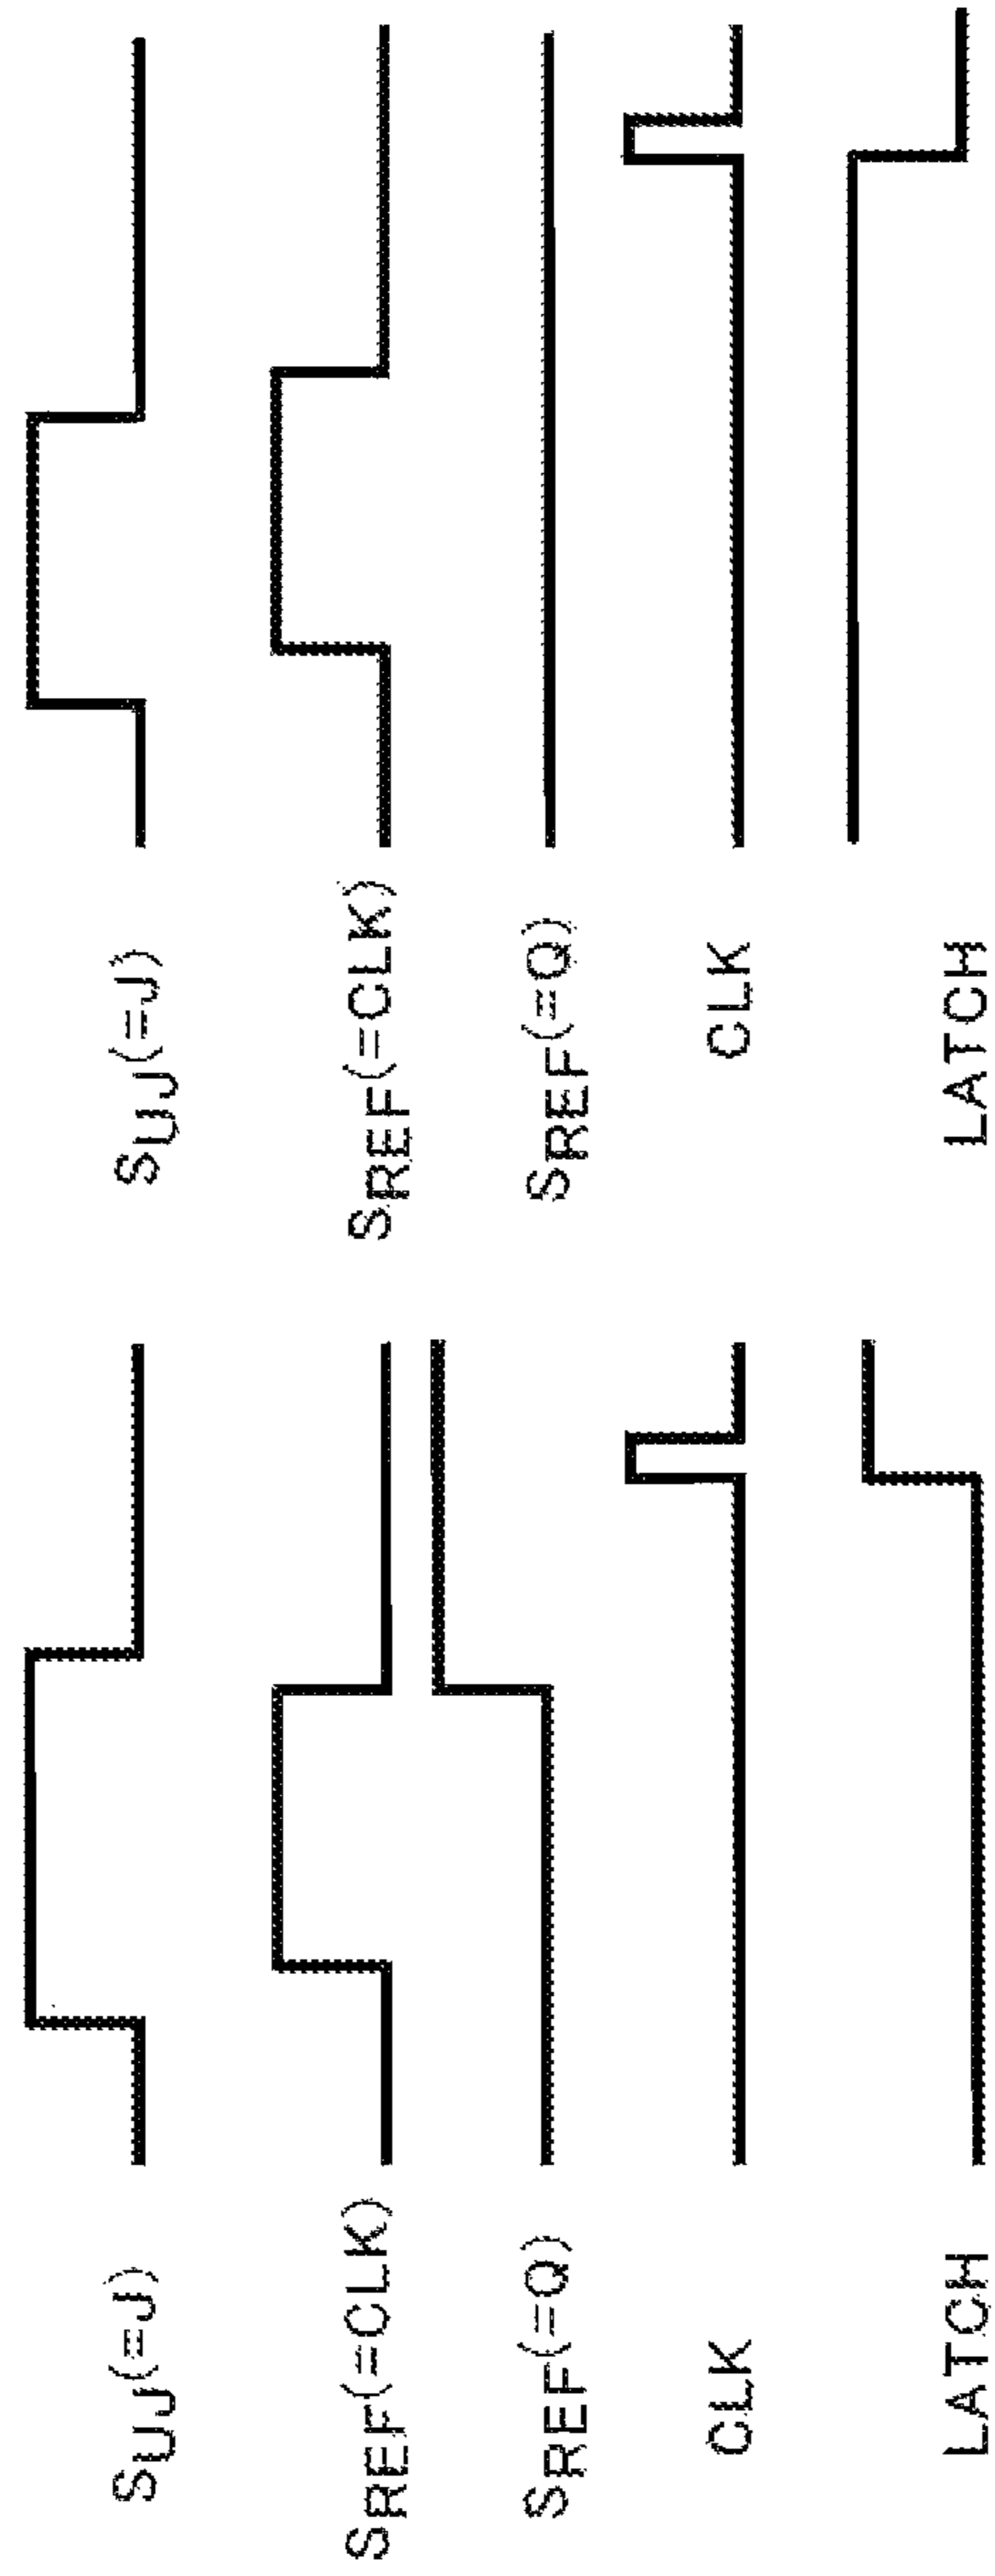 SUJ(=J)
SREF(=CLK)
SREF(=Q)
CLK
LATCH
SUJ(=J)
SREF(=CLK)
SREF(=Q)
CLK
LATCH